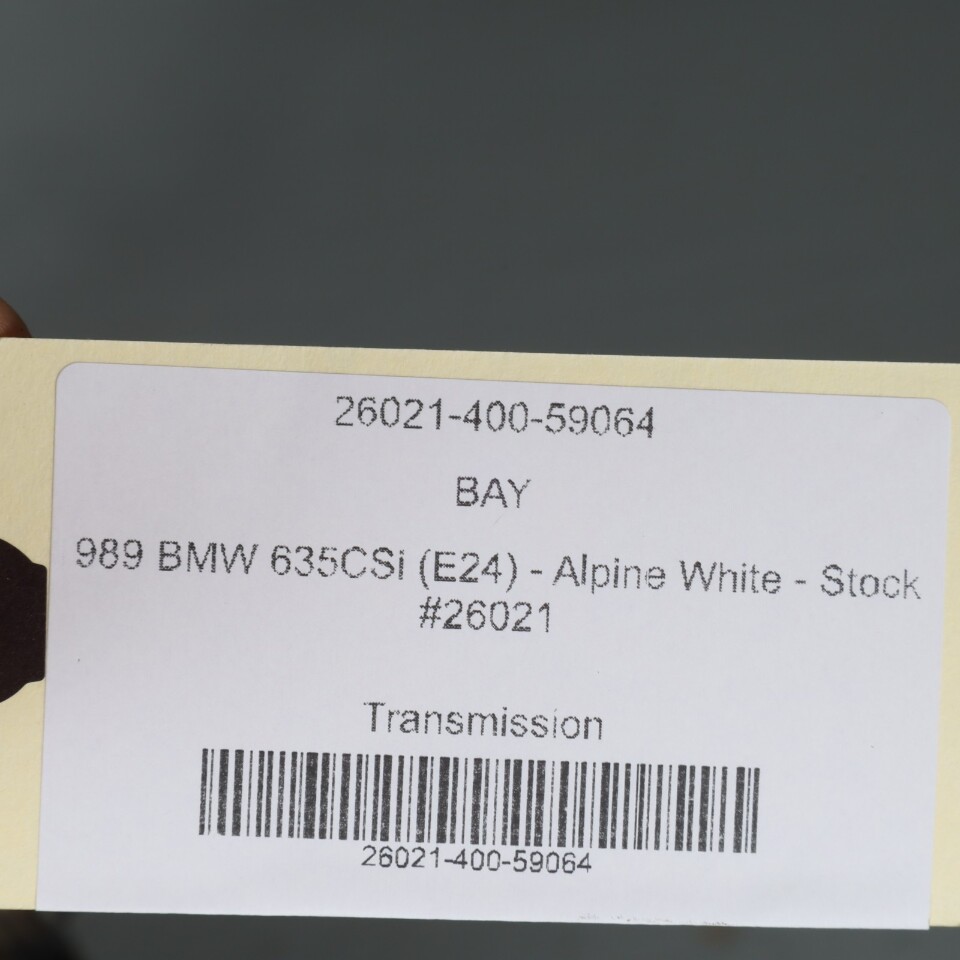 26021-400-59064
BAY
989 BMW 635CSi (E24) - Alpine White - Stock
#26021
Transmission
26021-400-59064